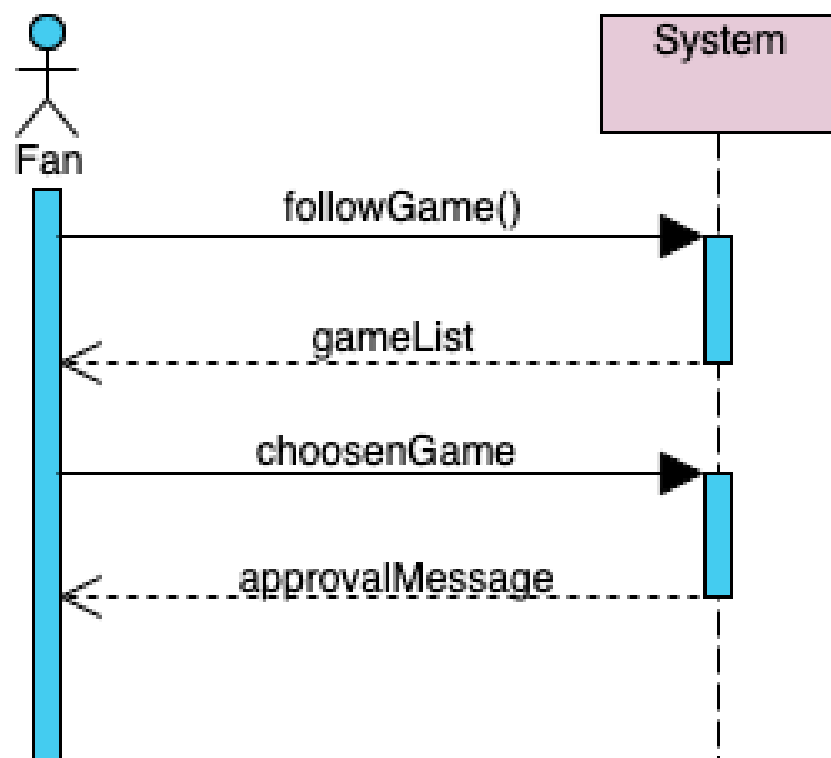 System
Fan
followGame()
gameList
choosenGame
approvalMessage